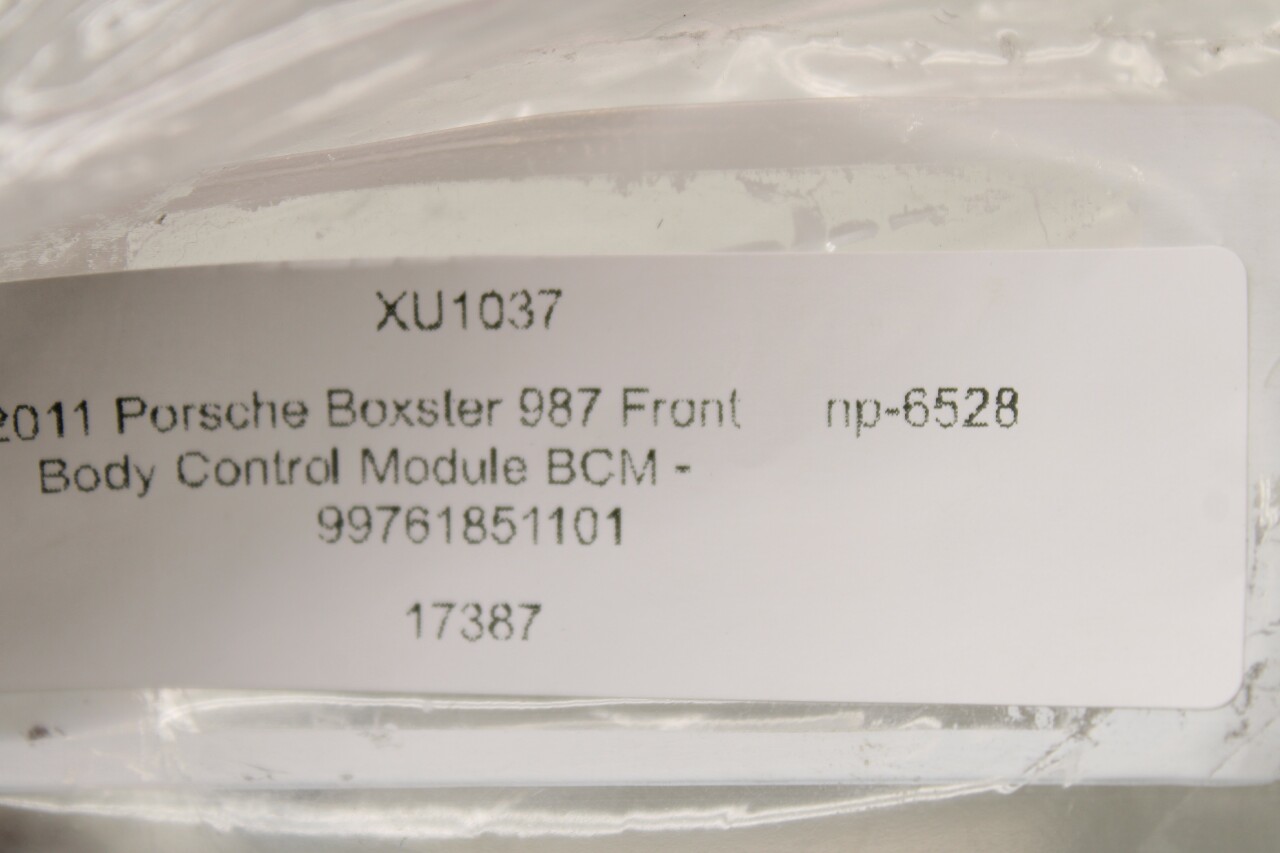 XU1037
2011 Porsche Boxster 987 Front np-6528
Body Control Module BCM -
99761851101
17387